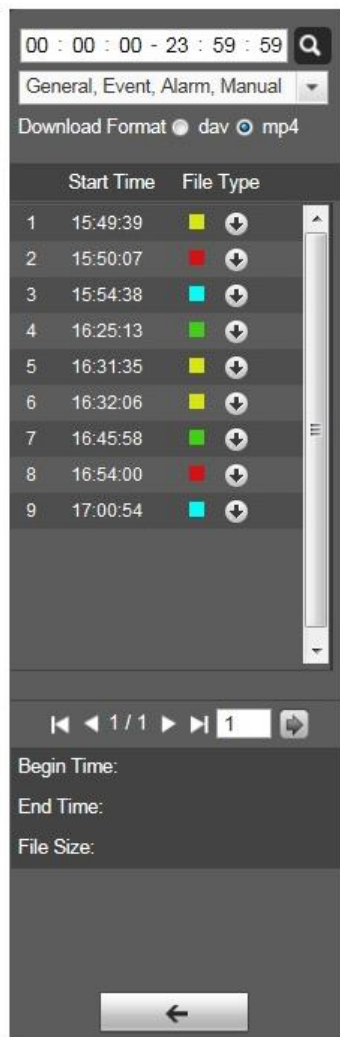 00 : 00 : 00 - 23 : 59 : 59
General, Event, Alarm, Manual
Download Format dav mp4
Start Time File Type
1 15:49:39
2 15:50:07
3 15:54:38
4 16:25:13
5 16:31:35
6 16:32:06
7 16:45:58
8 16:54:00
9 17:00:54
1 / 1 1
Begin Time:
End Time:
File Size: